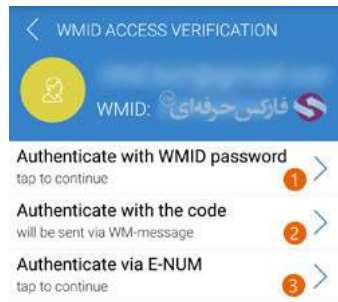 WMID ACCESS VERIFICATION
WMID: فارکس حرفه‌ای
Authenticate with WMID password
tap to continue
1
Authenticate with the code
will be sent via WM-message
2
Authenticate via E-NUM
tap to continue
3